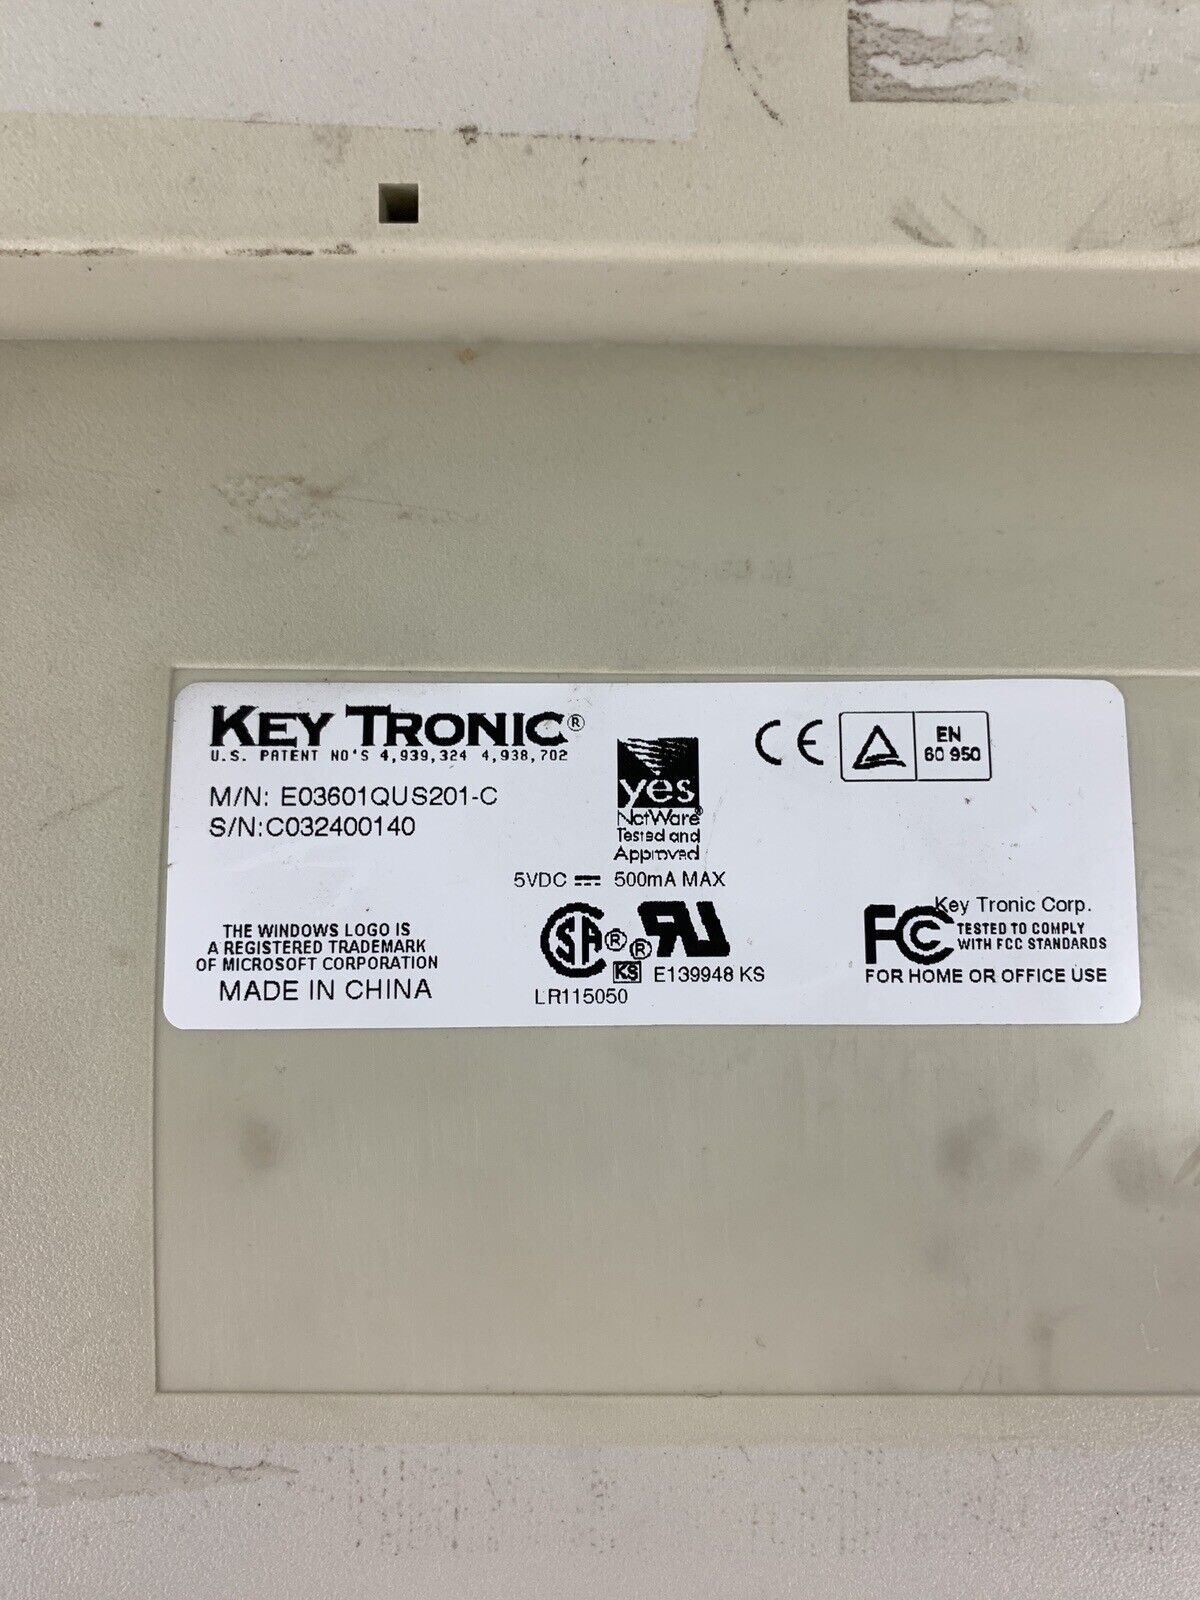 KEY TRONIC®
U.S. PATENT NO'S 4,939,324 4,938,702
M/N: E03601QUS201-C
S/N:C032400140
yes
NetWare®
Tested and
Approved
CE
EN
60 950
5VDC 500mA MAX
THE WINDOWS LOGO IS
A REGISTERED TRADEMARK
OF MICROSOFT CORPORATION
MADE IN CHINA
SA® ®UR
KS E139948 KS
LR115050
FC Key Tronic Corp.
TESTED TO COMPLY
WITH FCC STANDARDS
FOR HOME OR OFFICE USE